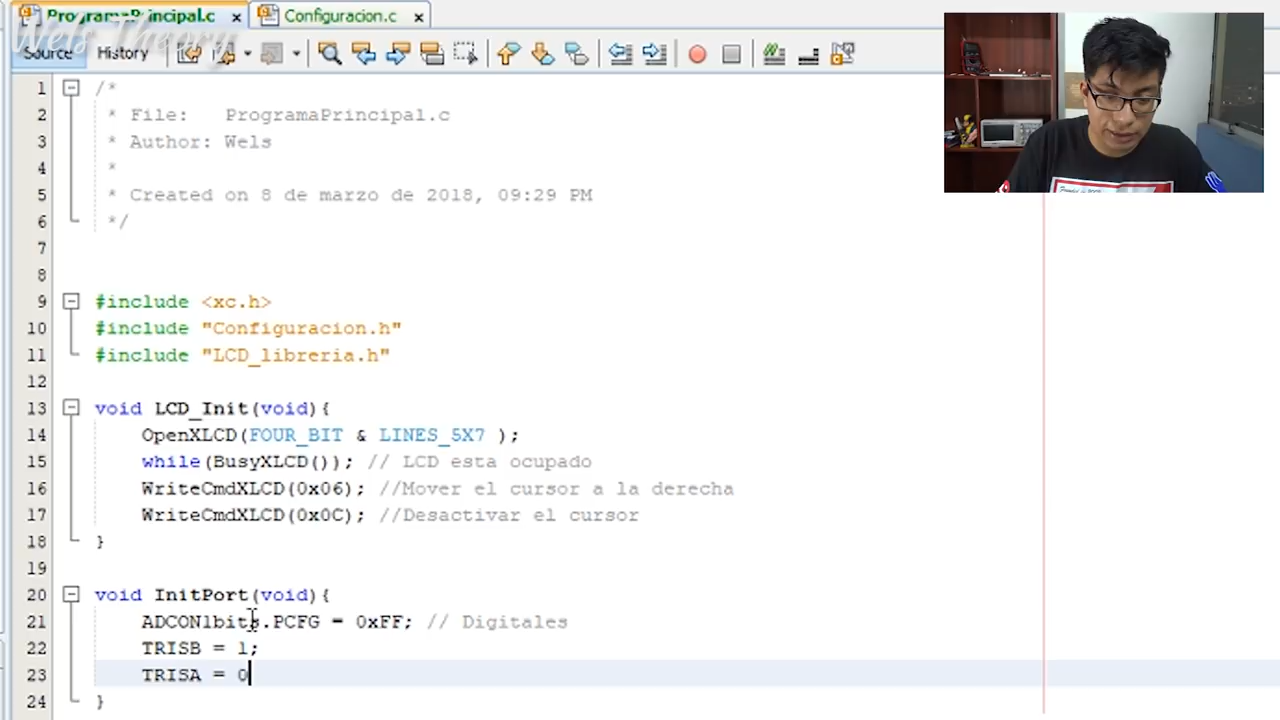 ProgramaPrincipal.c
Configuracion.c
Wels Theory
Source
History
1 /*
2 * File: ProgramaPrincipal.c
3 * Author: Wels
4 *
5 * Created on 8 de marzo de 2018, 09:29 PM
6 */
7
8
9 #include <xc.h>
10 #include "Configuracion.h"
11 #include "LCD_libreria.h"
12
13 void LCD_Init(void){
14 OpenXLCD(FOUR_BIT & LINES_5X7 );
15 while(BusyXLCD()); // LCD esta ocupado
16 WriteCmdXLCD(0x06); //Mover el cursor a la derecha
17 WriteCmdXLCD(0x0C); //Desactivar el cursor
18 }
19
20 void InitPort(void){
21 ADCON1bits.PCFG = 0xFF; // Digitales
22 TRISB = 1;
23 TRISA = 0
24 }